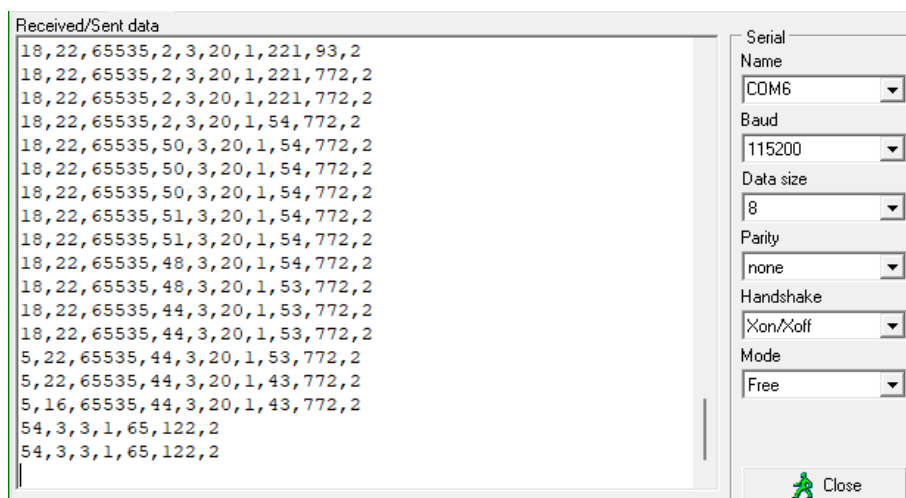 Received/Sent data
18,22,65535,2,3,20,1,221,93,2
18,22,65535,2,3,20,1,221,772,2
18,22,65535,2,3,20,1,221,772,2
18,22,65535,2,3,20,1,54,772,2
18,22,65535,50,3,20,1,54,772,2
18,22,65535,50,3,20,1,54,772,2
18,22,65535,50,3,20,1,54,772,2
18,22,65535,51,3,20,1,54,772,2
18,22,65535,51,3,20,1,54,772,2
18,22,65535,48,3,20,1,54,772,2
18,22,65535,48,3,20,1,53,772,2
18,22,65535,44,3,20,1,53,772,2
18,22,65535,44,3,20,1,53,772,2
5,22,65535,44,3,20,1,53,772,2
5,22,65535,44,3,20,1,43,772,2
5,16,65535,44,3,20,1,43,772,2
54,3,3,1,65,122,2
54,3,3,1,65,122,2
Serial
Name
COM6
Baud
115200
Data size
8
Parity
none
Handshake
Xon/Xoff
Mode
Free
Close